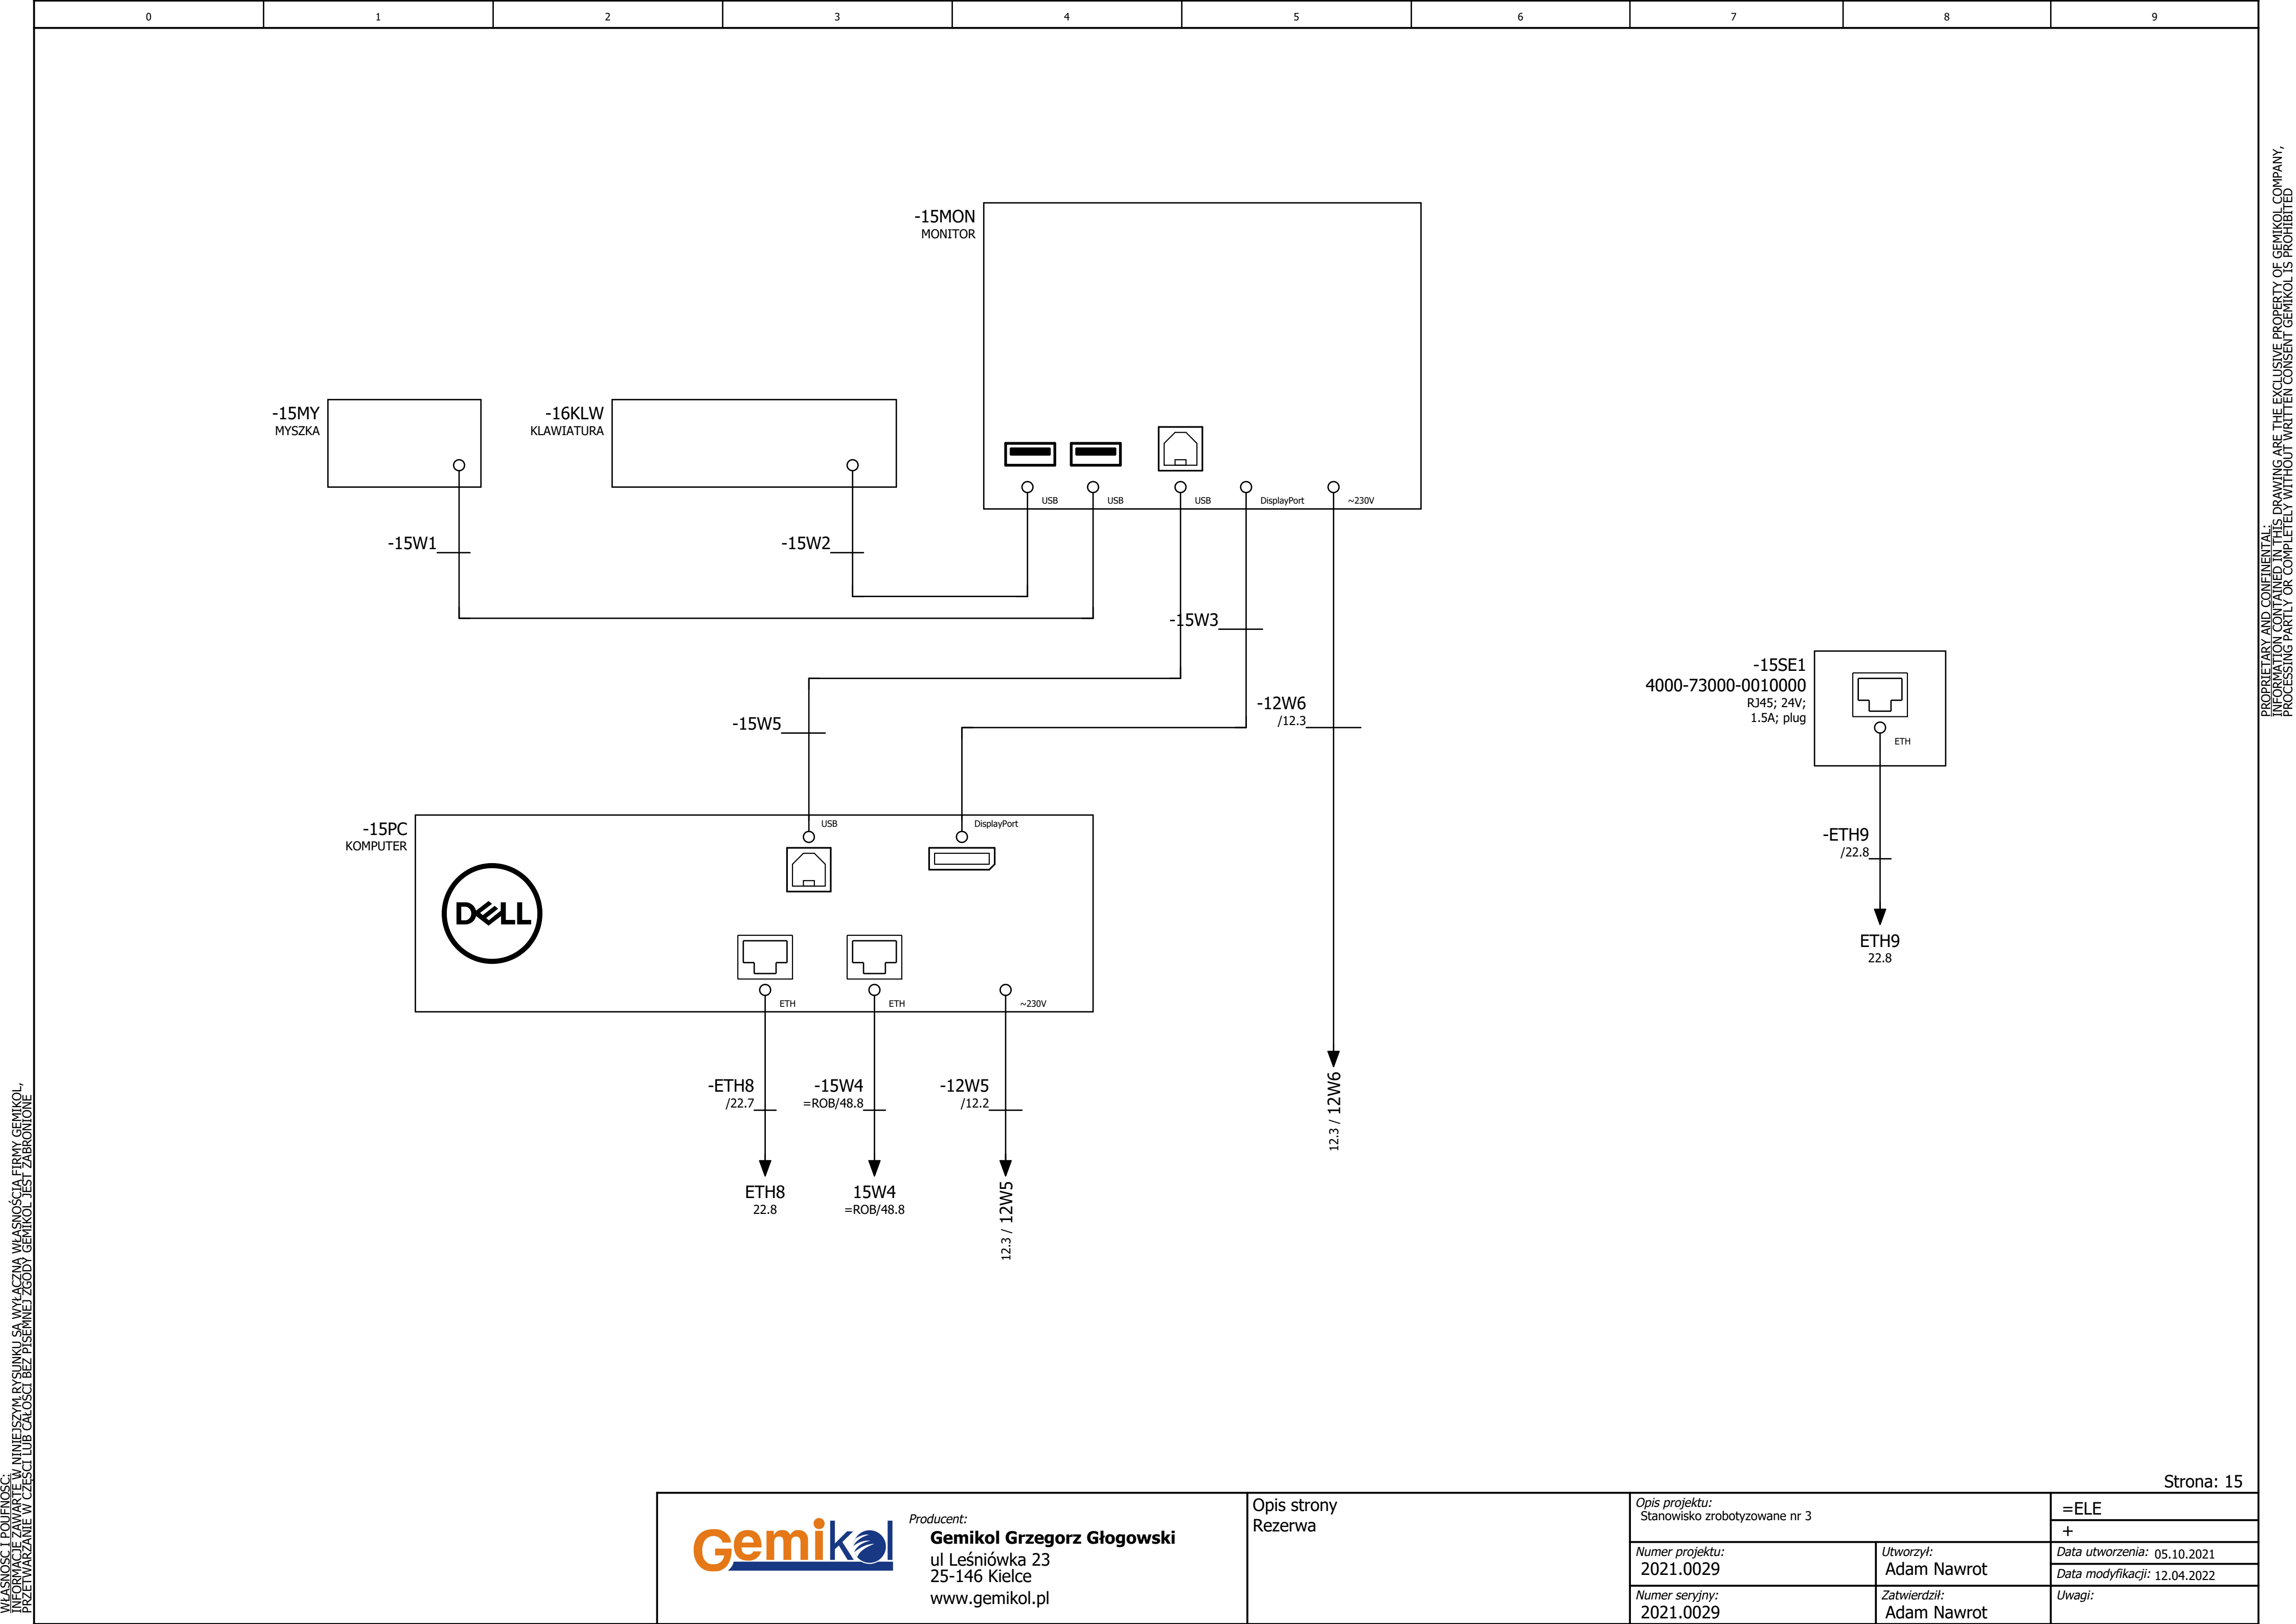 0 1 2 3 4 5 6 7 8 9
-15MON
MONITOR
-15MY
MYSZKA
-16KLW
KLAWIATURA
USB USB USB DisplayPort ~230V
-15W1
-15W2
-15W3
-12W6
/12.3
-15W5
-15SE1
4000-73000-0010000
RJ45; 24V;
1.5A; plug
ETH
-ETH9
/22.8
ETH9
22.8
-15PC
KOMPUTER
USB
DisplayPort
DELL
ETH ETH ~230V
-ETH8
/22.7
-15W4
=ROB/48.8
-12W5
/12.2
ETH8
22.8
15W4
=ROB/48.8
12.3 / 12W5
12.3 / 12W6
PROPRIETARY AND CONFINENTAL:
INFORMATION CONTAINED IN THIS DRAWING ARE THE EXCLUSIVE PROPERTY OF GEMIKOL COMPANY,
PROCESSING PARTLY OR COMPLETELY WITHOUT WRITTEN CONSENT GEMIKOL IS PROHIBITED
WŁASNOŚĆ I POUFNOŚĆ:
INFORMACJE ZAWARTE W NINIEJSZYM RYSUNKU SĄ WYŁĄCZNĄ WŁASNOŚCIĄ FIRMY GEMIKOL,
PRZETWARZANIE W CZĘŚCI LUB CAŁOŚCI BEZ PISEMNEJ ZGODY GEMIKOL JEST ZABRONIONE
Strona: 15
Gemikol
Producent:
Gemikol Grzegorz Głogowski
ul Leśniówka 23
25-146 Kielce
www.gemikol.pl
Opis strony
Rezerwa
Opis projektu:
Stanowisko zrobotyzowane nr 3
Numer projektu:
2021.0029
Numer seryjny:
2021.0029
Utworzył:
Adam Nawrot
Zatwierdził:
Adam Nawrot
=ELE
+
Data utworzenia: 05.10.2021
Data modyfikacji: 12.04.2022
Uwagi: